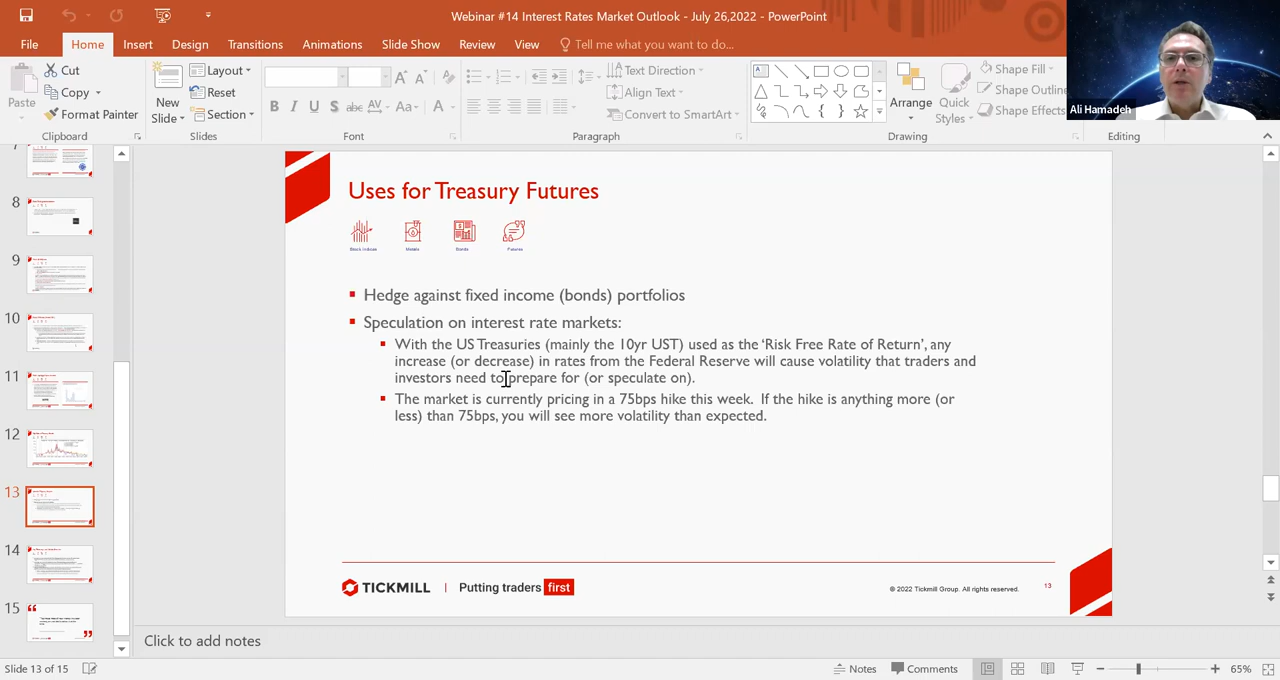 Webinar #14 Interest Rates Market Outlook - July 26,2022 - PowerPoint
File
Home
Insert
Design
Transitions
Animations
Slide Show
Review
View
Tell me what you want to do...
Ali Hamadeh
Paste
Cut
Copy
Format Painter
Clipboard
New
Slide
Layout
Reset
Section
Slides
B I U S abc AV Aa A
Font
Text Direction
Align Text
Convert to SmartArt
Paragraph
Arrange
Quick
Styles
Shape Fill
Shape Outline
Shape Effects
Drawing
Editing
7
8
9
10
11
12
13
14
15
Uses for Treasury Futures
Stock Indices
Metals
Bonds
Futures
Hedge against fixed income (bonds) portfolios
Speculation on interest rate markets:
With the US Treasuries (mainly the 10yr UST) used as the ‘Risk Free Rate of Return’, any
increase (or decrease) in rates from the Federal Reserve will cause volatility that traders and
investors need to prepare for (or speculate on).
The market is currently pricing in a 75bps hike this week. If the hike is anything more (or
less) than 75bps, you will see more volatility than expected.
TICKMILL | Putting traders first
© 2022 Tickmill Group. All rights reserved.
13
Click to add notes
Slide 13 of 15
Notes
Comments
65%